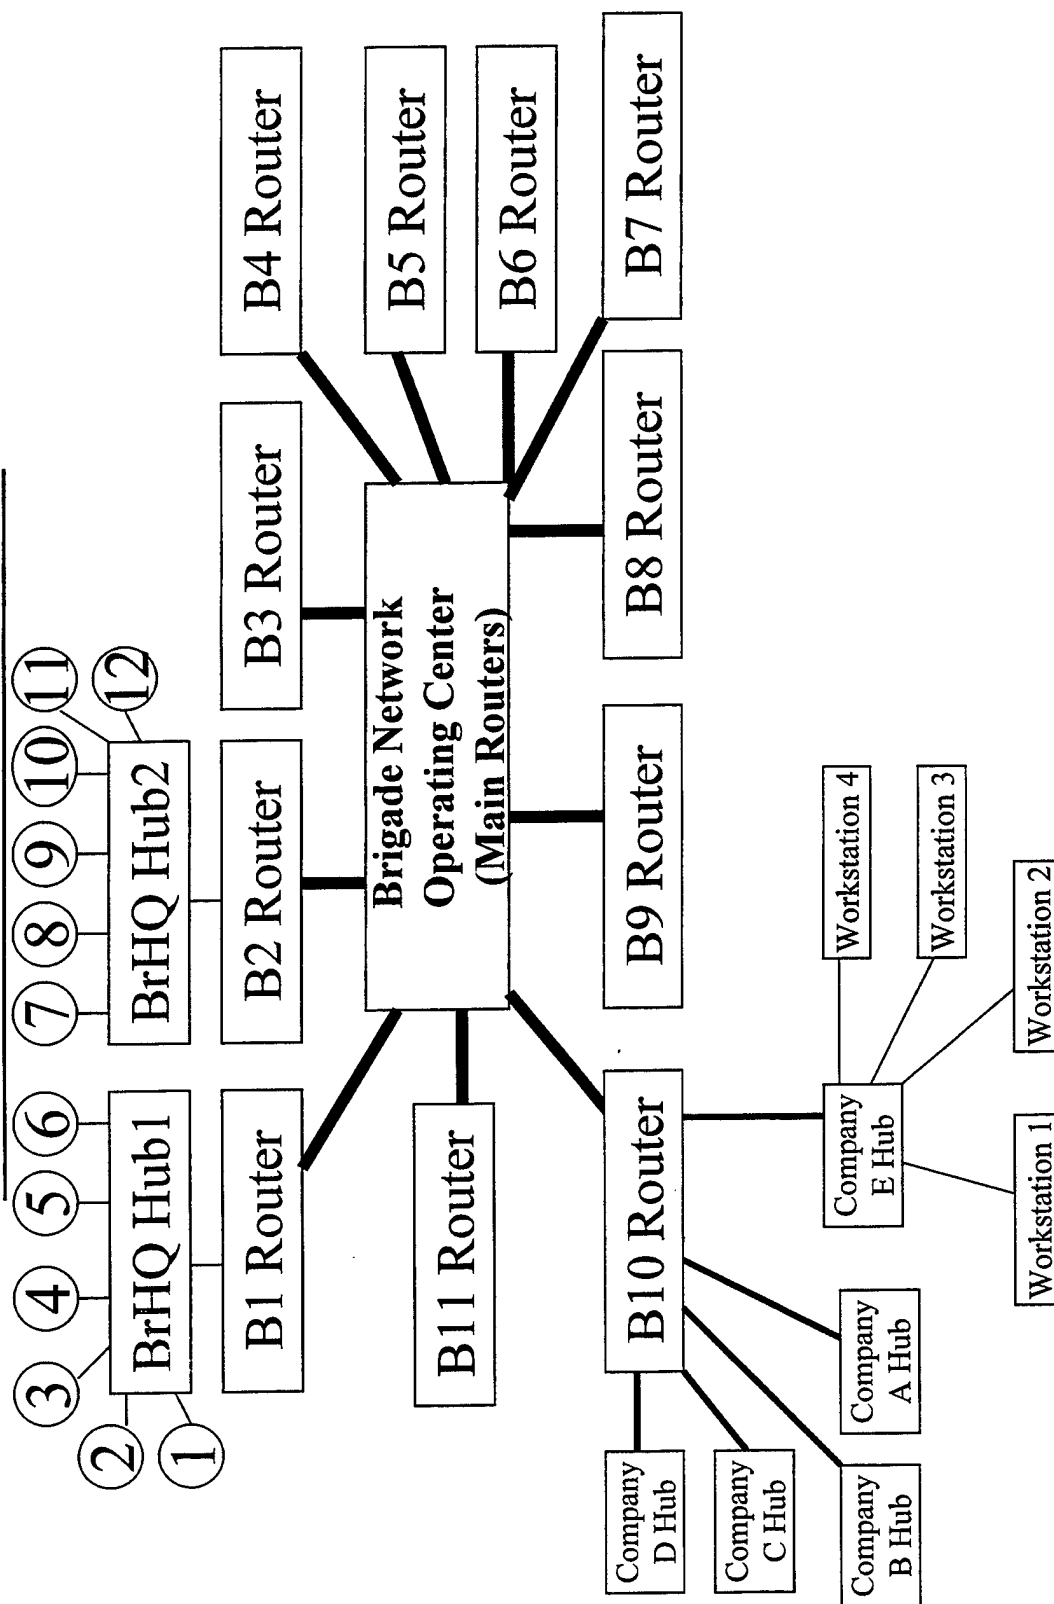 1
2
3
4
5
6
7
8
9
10
11
12
BrHQ Hub1
BrHQ Hub2
B1 Router
B2 Router
B3 Router
B4 Router
B11 Router
Brigade Network
Operating Center
(Main Routers)
B5 Router
B6 Router
B10 Router
B9 Router
B8 Router
B7 Router
Company
D Hub
Company
C Hub
Company
B Hub
Company
A Hub
Company
E Hub
Workstation 4
Workstation 3
Workstation 1
Workstation 2